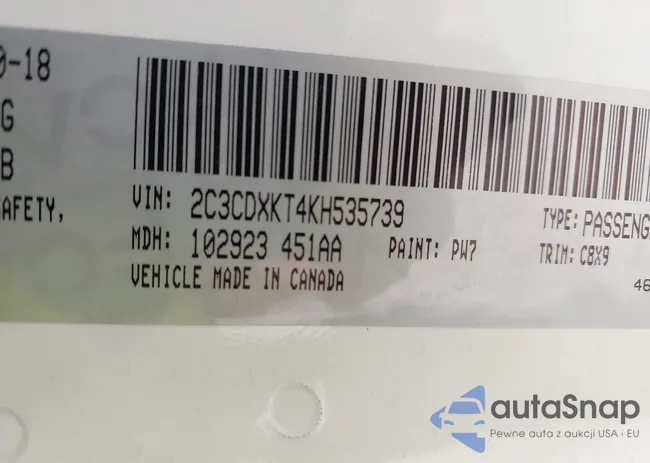 0-18
G
B
AFETY,
VIN: 2C3CDXKT4KH535739
TYPE: PASSENG
MDH: 102923 451AA PAINT: PW7 TRIM: C8X9
VEHICLE MADE IN CANADA
46
autaSnap
Pewne auta z aukcji USA i EU